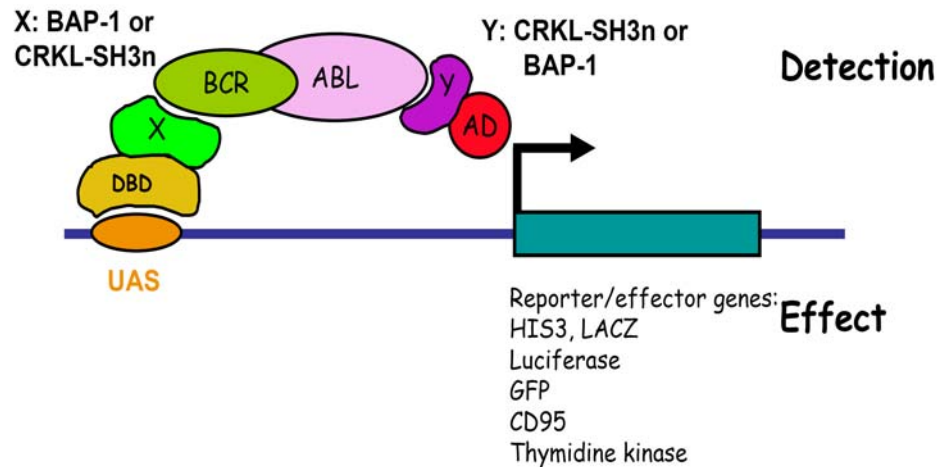 X: BAP-1 or
CRKL-SH3n
Y: CRKL-SH3n or
BAP-1
Detection
BCR
ABL
Y
AD
X
DBD
UAS
Reporter/effector genes:
HIS3, LACZ
Luciferase
GFP
CD95
Thymidine kinase
Effect